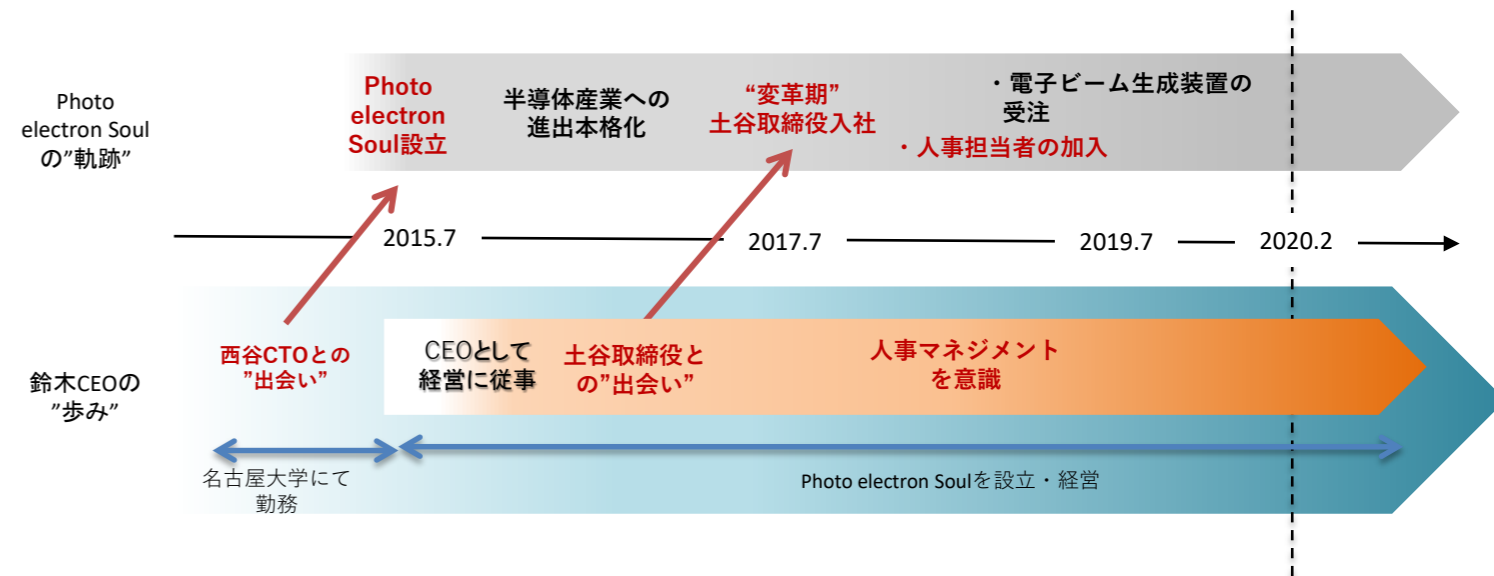 Photo
electron Soul
の”軌跡”
Photo
electron
Soul設立
半導体産業への
進出本格化
“変革期”
土谷取締役入社
・電子ビーム生成装置の
受注
・人事担当者の加入
2015.7
2017.7
2019.7
2020.2
鈴木CEOの
”歩み”
西谷CTOとの
”出会い”
CEOとして
経営に従事
土谷取締役と
の”出会い”
人事マネジメント
を意識
名古屋大学にて
勤務
Photo electron Soulを設立・経営